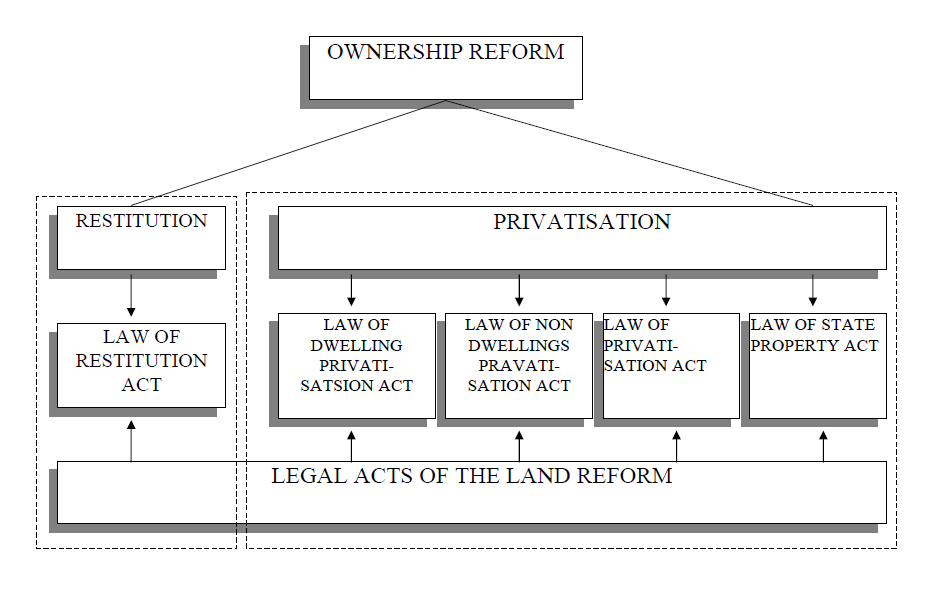 OWNERSHIP REFORM
RESTITUTION
PRIVATISATION
LAW OF
RESTITUTION
ACT
LAW OF
DWELLING
PRIVATI-
SATSION ACT
LAW OF NON
DWELLINGS
PRAVATI-
SATION ACT
LAW OF
PRIVATI-
SATION ACT
LAW OF STATE
PROPERTY ACT
LEGAL ACTS OF THE LAND REFORM